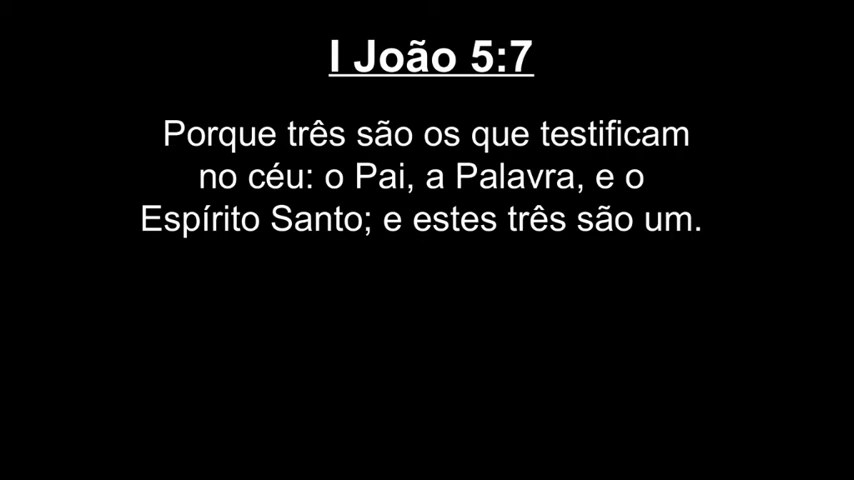 I João 5:7
Porque três são os que testificam
no céu: o Pai, a Palavra, e o
Espírito Santo; e estes três são um.